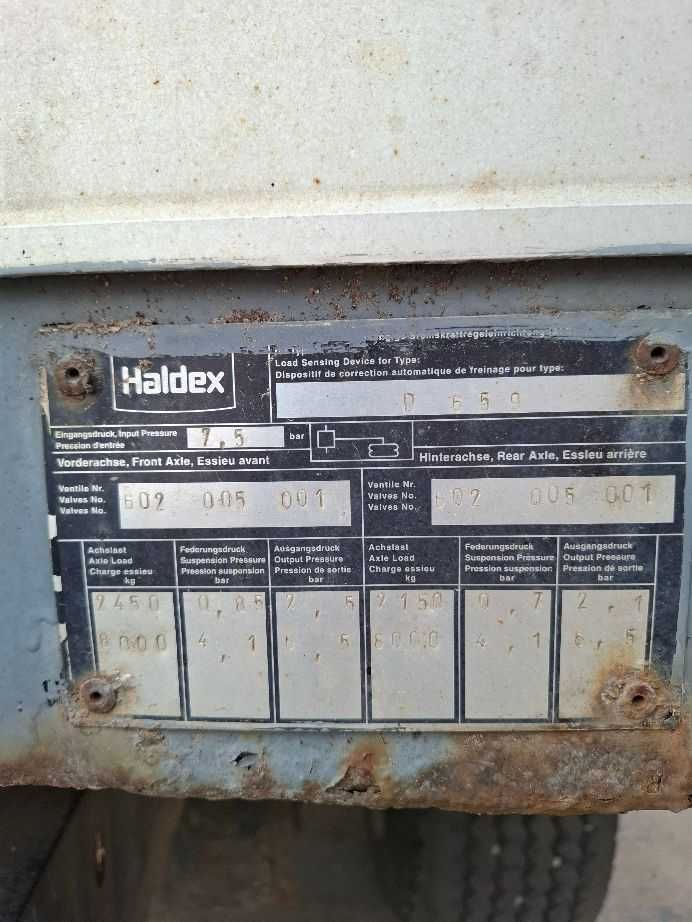 Haldex
Load Sensing Device for Type:
Dispositif de correction automatique de freinage pour type:
Eingangsdruck, Input Pressure
Pression d'entrée
7,5
bar
Vorderachse, Front Axle, Essieu avant
Hinterachse, Rear Axle, Essieu arrière
Ventile Nr.
Valves No.
Valves No.
602 005 001
Ventile Nr.
Valves No.
Valves No.
602 005 001
Achslast
Axle Load
Charge essieu
kg
Federungsdruck
Suspension Pressure
Pression suspension
bar
Ausgangsdruck
Output Pressure
Pression de sortie
bar
Achslast
Axle Load
Charge essieu
kg
Federungsdruck
Suspension Pressure
Pression suspension
bar
Ausgangsdruck
Output Pressure
Pression de sortie
bar
2450 0,85 2,5 2150 0,7 2,1
8000 4,1 6,5 8000 4,1 6,5